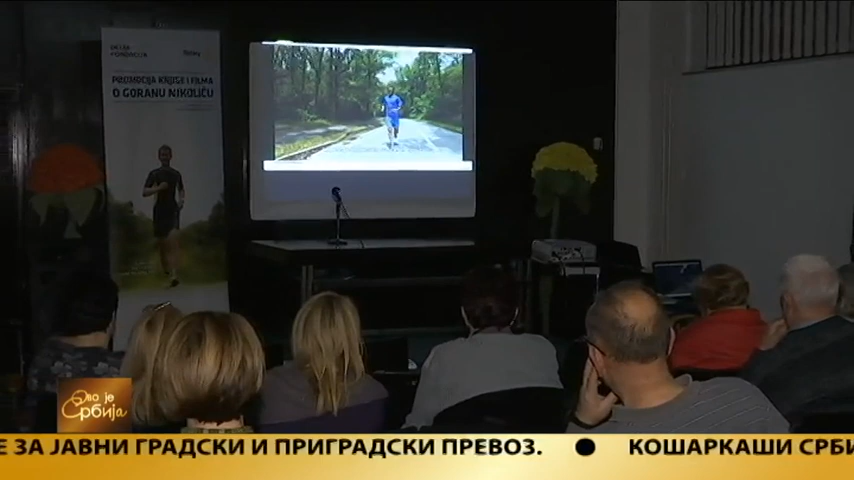 PROMOCIJA KNJIGE I FILMA
O GORANU NIKOLIĆU
Ово је
Србија
Е ЗА ЈАВНИ ГРАДСКИ И ПРИГРАДСКИ ПРЕВОЗ. ● КОШАРКАШИ СРБИ